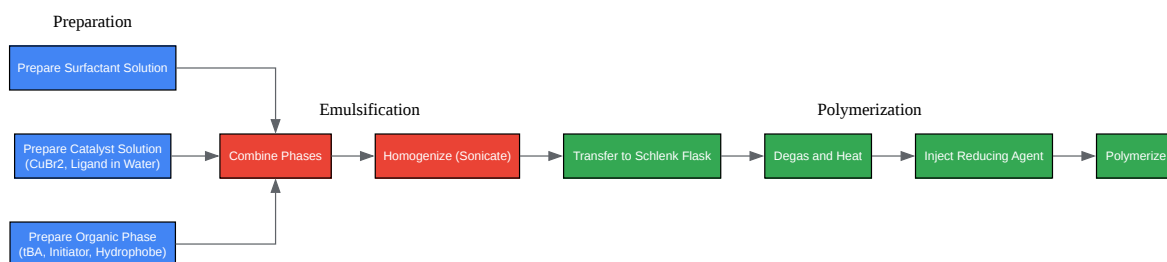 Preparation
Prepare Surfactant Solution
Emulsification
Polymerization
Prepare Catalyst Solution
(CuBr2, Ligand in Water)
Combine Phases
Homogenize (Sonicate)
Transfer to Schlenk Flask
Degas and Heat
Inject Reducing Agent
Polymerize
Prepare Organic Phase
(tBA, Initiator, Hydrophobe)